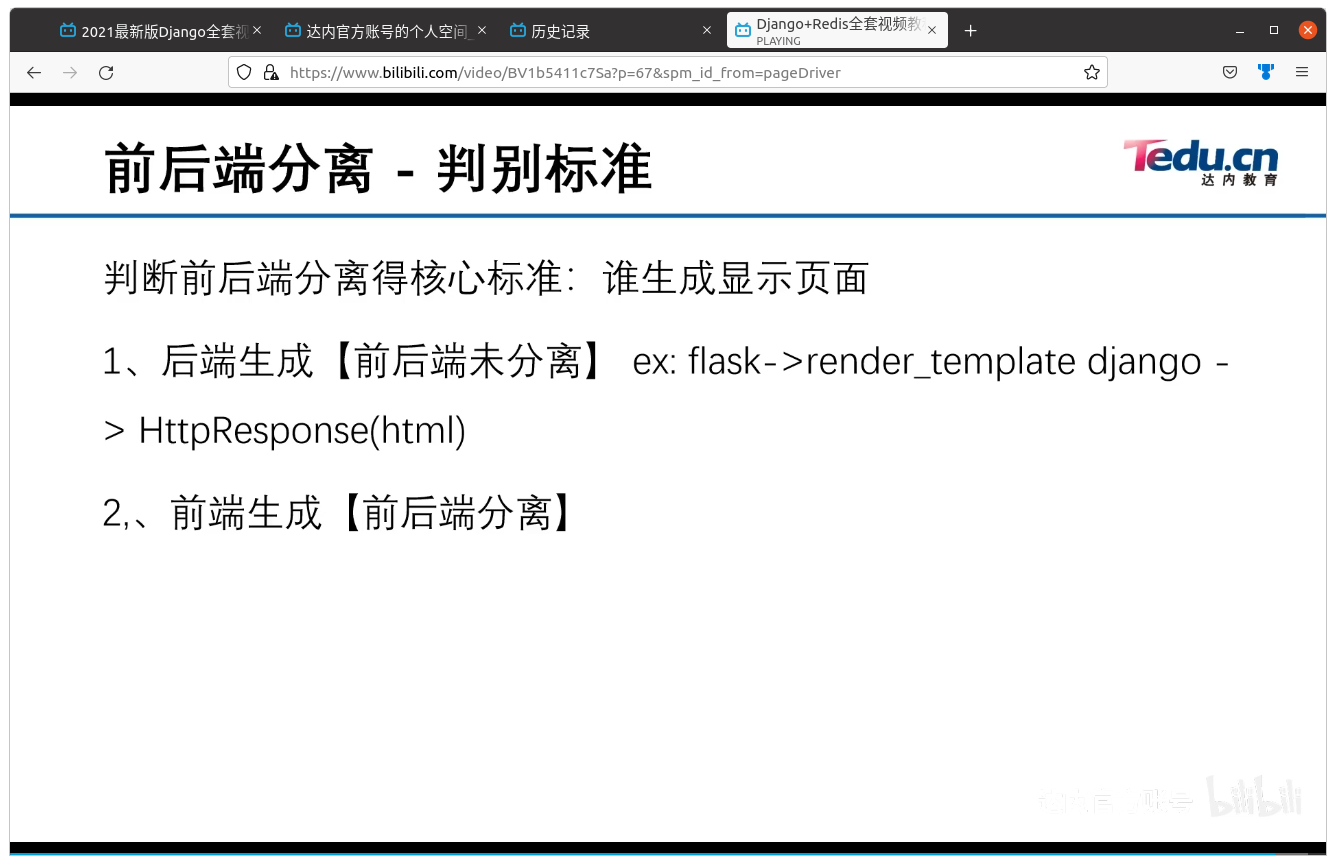 2021最新版Django全套视
达内官方账号的个人空间_
历史记录
Django+Redis全套视频教
PLAYING
https://www.bilibili.com/video/BV1b5411c7Sa?p=67&spm_id_from=pageDriver
前后端分离 - 判别标准
Tedu.cn
达内教育
判断前后端分离得核心标准：谁生成显示页面
1、后端生成【前后端未分离】 ex: flask->render_template django -
> HttpResponse(html)
2,、前端生成【前后端分离】
bilibili